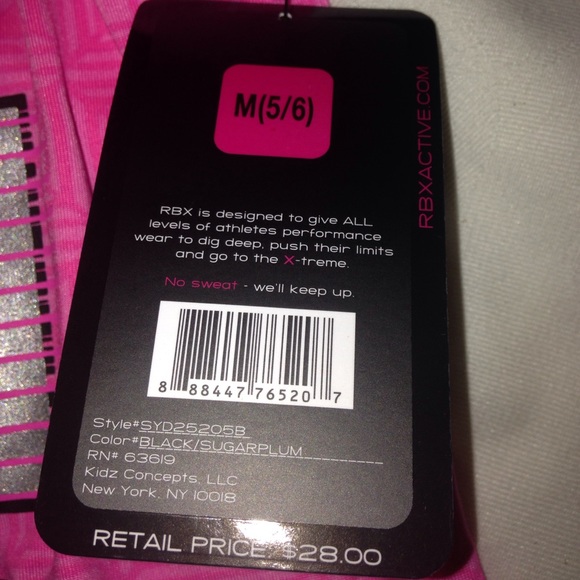 M(5/6)
RBXACTIVE.COM
RBX is designed to give ALL
levels of athletes performance
wear to dig deep, push their limits
and go to the X-treme.
No sweat - we'll keep up.
8 88447 76520 7
Style#SYD25205B
Color#BLACK/SUGARPLUM
RN# 63619
Kidz Concepts, LLC
New York, NY 10018
RETAIL PRICE: $28.00